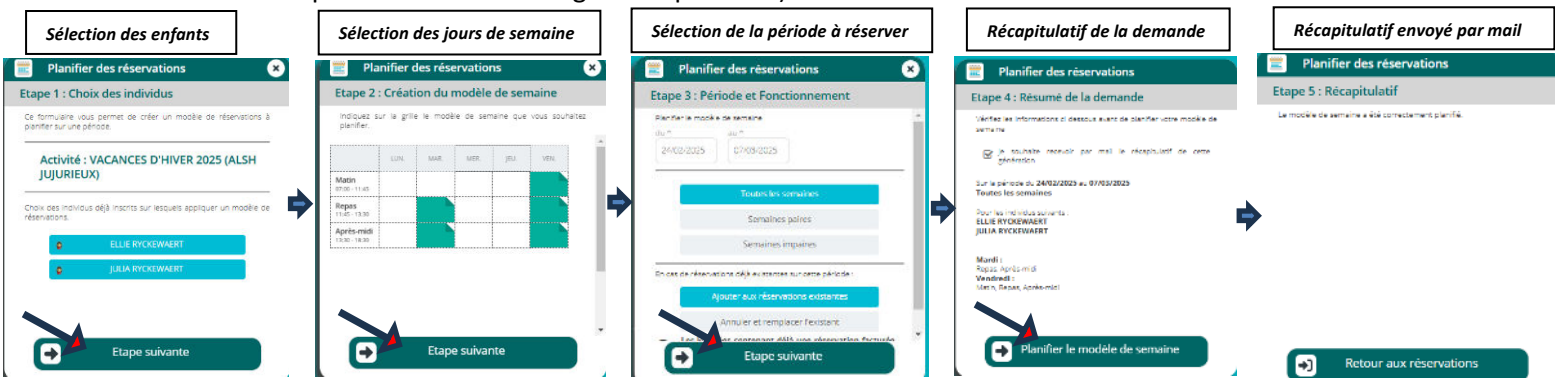 Sélection des enfants
Planifier des réservations
Etape 1 : Choix des individus
Ce formulaire vous permet de créer un modèle de réservations à
planifier sur une période.
Activité : VACANCES D'HIVER 2025 (ALSH
JUJURIEUX)
Choix des individus déjà inscrits sur lesquels appliquer un modèle de
réservations.
ELLIE RYCKEWAERT
JULIA RYCKEWAERT
Etape suivante
Sélection des jours de semaine
Planifier des réservations
Etape 2 : Création du modèle de semaine
Indiquez sur la grille le modèle de semaine que vous souhaitez
planifier.
LUN. MAR. MER. JEU. VEN.
Matin
07:00 - 11:45
Repas
11:45 - 13:30
Après-midi
13:30 - 18:30
Etape suivante
Sélection de la période à réserver
Planifier des réservations
Etape 3 : Période et Fonctionnement
Planifier le modèle de semaine
du * au *
24/02/2025 07/03/2025
Toutes les semaines
Semaines paires
Semaines impaires
En cas de réservations déjà existantes sur cette période :
Ajouter aux réservations existantes
Annuler et remplacer l'existant
contenant déjà une réservation facturée
Etape suivante
Récapitulatif de la demande
Planifier des réservations
Etape 4 : Résumé de la demande
Vérifiez les informations ci dessous avant de planifier votre modèle de
semaine
Je souhaite recevoir par mail le récapitulatif de cette
génération
Sur la période du 24/02/2025 au 07/03/2025
Toutes les semaines
Pour les individus suivants :
ELLIE RYCKEWAERT
JULIA RYCKEWAERT
Mardi :
Repas, Après-midi
Vendredi :
Matin, Repas, Après-midi
Planifier le modèle de semaine
Récapitulatif envoyé par mail
Planifier des réservations
Etape 5 : Récapitulatif
Le modèle de semaine a été correctement planifié.
Retour aux réservations